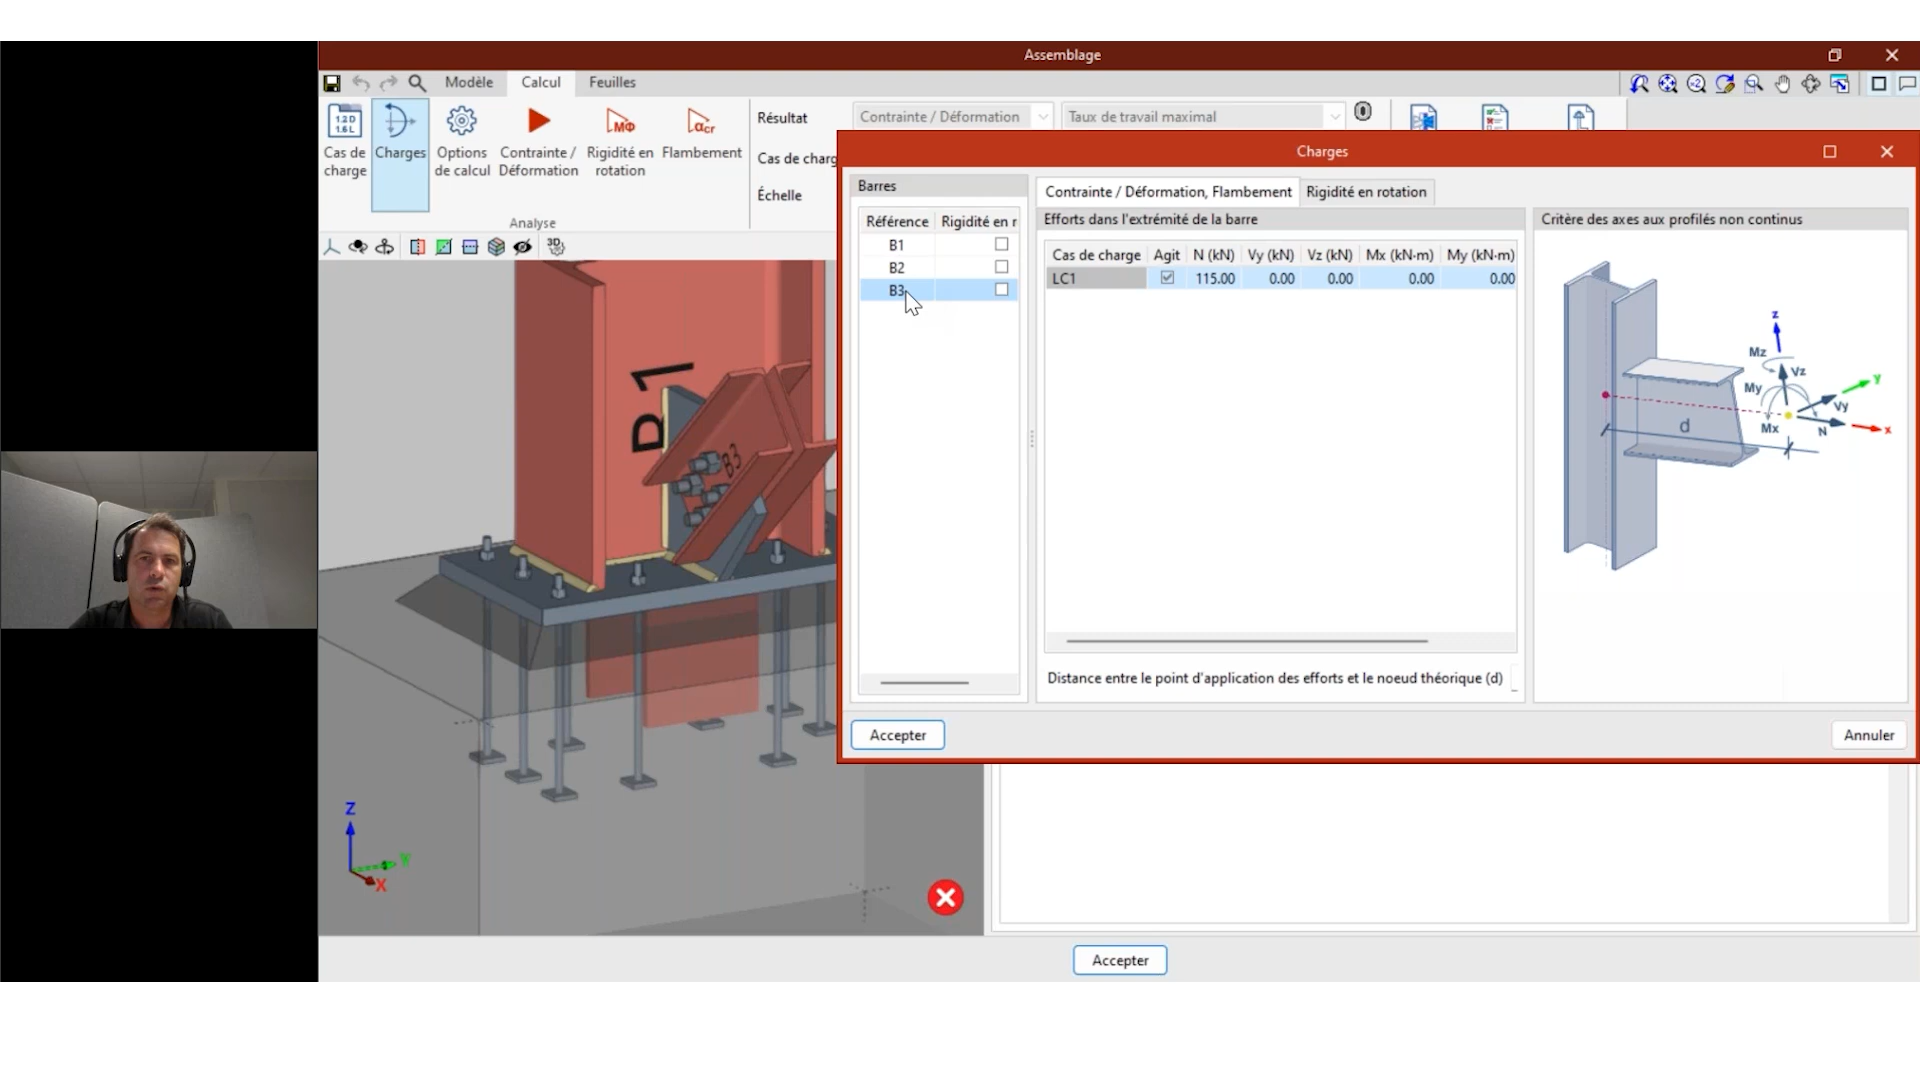 Assemblage
Modèle Calcul Feuilles
Cas de charge
Charges
Options de calcul
Contrainte / Déformation
Rigidité en rotation
Flambement
Analyse
Résultat Contrainte / Déformation Taux de travail maximal
Cas de charg
Échelle
Charges
Barres
Référence Rigidité en r
B1
B2
B3
Contrainte / Déformation, Flambement Rigidité en rotation
Efforts dans l'extrémité de la barre
Cas de charge Agit N (kN) Vy (kN) Vz (kN) Mx (kN·m) My (kN·m)
LC1 115.00 0.00 0.00 0.00 0.00
Distance entre le point d'application des efforts et le noeud théorique (d)
Critère des axes aux profilés non continus
z
Mz
Vz
My
y
Vy
Mx
N
x
d
Accepter Annuler
B1
B3
Z
Y
X
Accepter